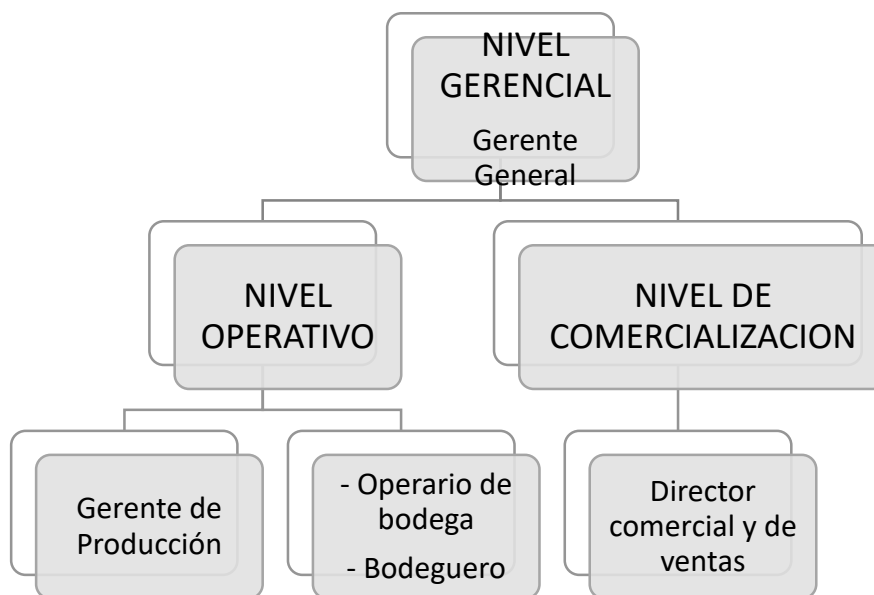 NIVEL
GERENCIAL
Gerente
General
NIVEL
OPERATIVO
NIVEL DE
COMERCIALIZACION
Gerente de
Producción
- Operario de
bodega
- Bodeguero
Director
comercial y de
ventas